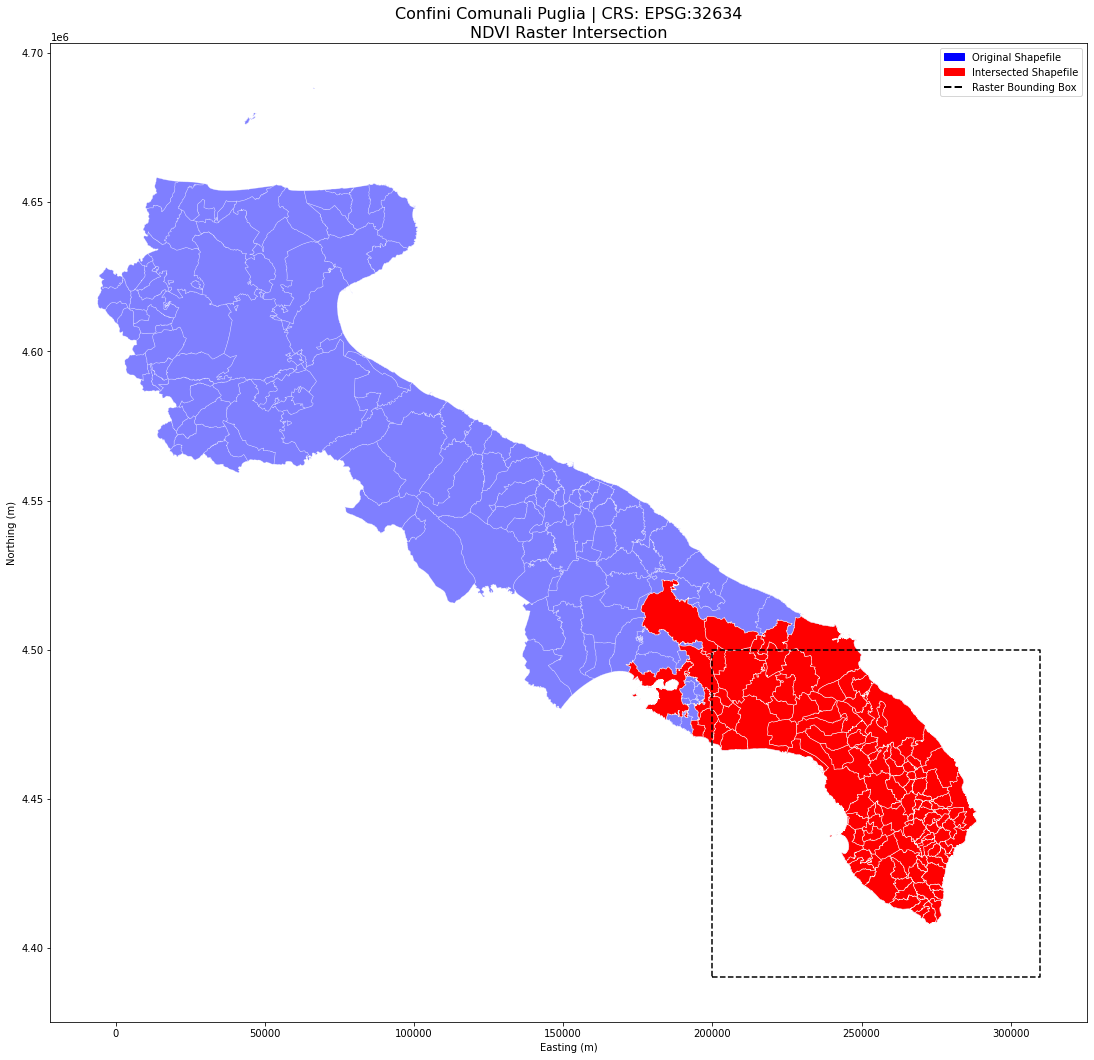 Confini Comunali Puglia | CRS: EPSG:32634
NDVI Raster Intersection
1e6
Original Shapefile
Intersected Shapefile
Raster Bounding Box
4.70
4.65
4.60
4.55
4.50
4.45
4.40
Northing (m)
0 50000 100000 150000 200000 250000 300000
Easting (m)